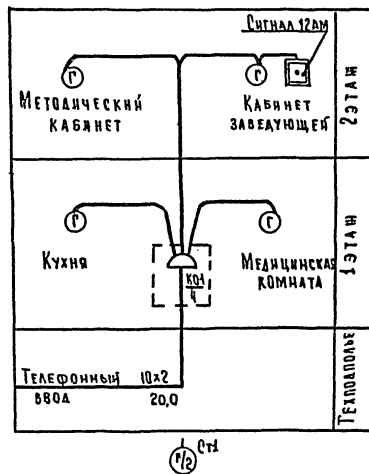 Сигнал 12АМ
Г
Г
Методический
кабинет
Кабинет
заведующей
2 этаж
Г
Г
Кухня
Медицинская
комната
КО1
4
1 этаж
Телефонный 10х2
ввод 20,0
Техподполье
Г/2 Ст1